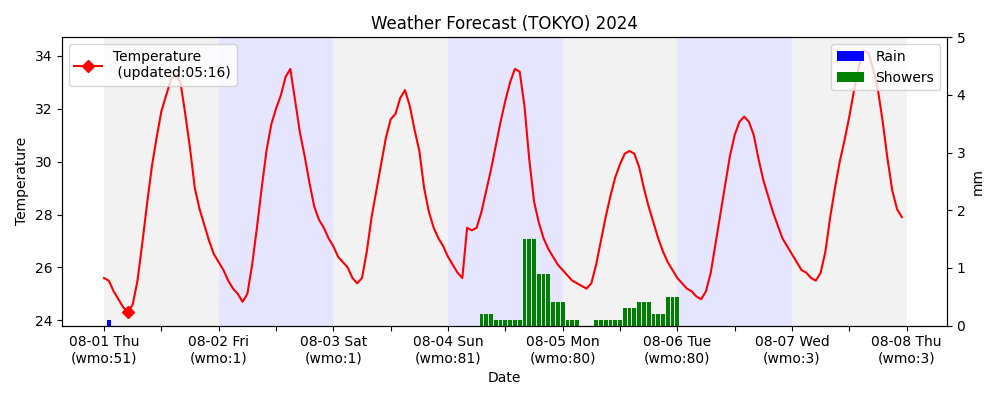 Weather Forecast (TOKYO) 2024
Temperature
(updated:05:16)
Rain
Showers
34
32
30
28
26
24
Temperature
5
4
3
2
1
0
mm
08-01 Thu 08-02 Fri 08-03 Sat 08-04 Sun 08-05 Mon 08-06 Tue 08-07 Wed 08-08 Thu
(wmo:51) (wmo:1) (wmo:1) (wmo:81) (wmo:80) (wmo:80) (wmo:3) (wmo:3)
Date